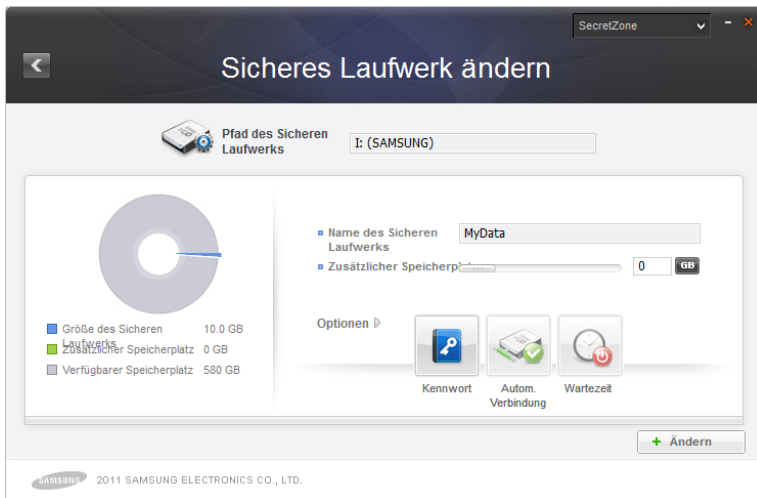 SecretZone
Sicheres Laufwerk ändern
Pfad des Sicheren
Laufwerks
I: (SAMSUNG)
Name des Sicheren
Laufwerks
MyData
Zusätzlicher Speicherpl
0
GB
Größe des Sicheren
Laufwerks
10.0 GB
Zusätzlicher Speicherplatz
0 GB
Verfügbarer Speicherplatz
580 GB
Optionen
Kennwort
Autom.
Verbindung
Wartezeit
+ Ändern
SAMSUNG
2011 SAMSUNG ELECTRONICS CO., LTD.